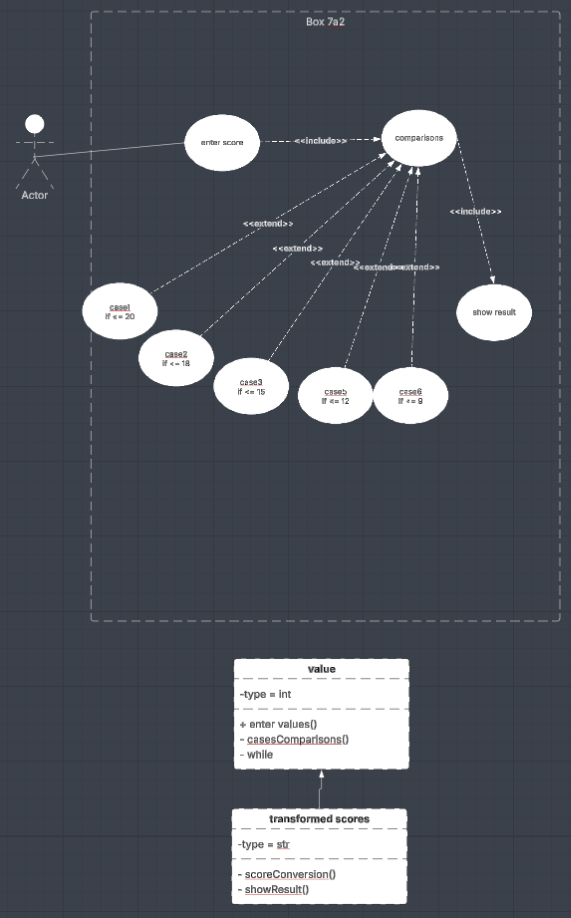 Box 7a2
enter score
<<include>>
comparisons
Actor
<<extend>>
<<include>>
<<extend>>
<<extend>>
<<extend>>
<<extend>>
case1
if <= 20
show result
case2
if <= 18
case3
if <= 15
case5
if <= 12
case6
if <= 9
value
-type = int
+ enter values()
- casesComparisons()
- while
transformed scores
-type = str
- scoreConversion()
- showResult()